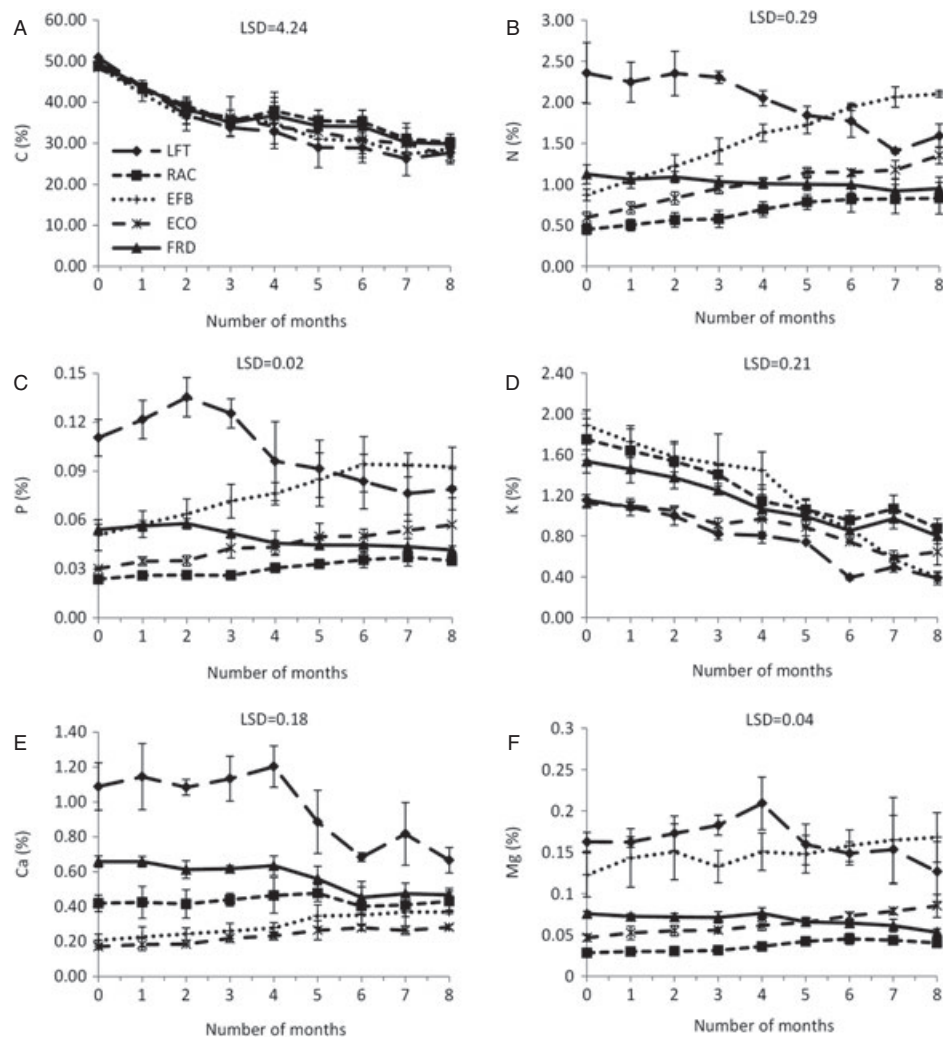 A
LSD=4.24
60.00
50.00
40.00
30.00
20.00
10.00
0.00
C (%)
LFT
RAC
EFB
ECO
FRD
0 1 2 3 4 5 6 7 8
Number of months
B
LSD=0.29
3.00
2.50
2.00
1.50
1.00
0.50
0.00
N (%)
0 1 2 3 4 5 6 7 8
Number of months
C
LSD=0.02
0.15
0.12
0.09
0.06
0.03
0.00
P (%)
0 1 2 3 4 5 6 7 8
Number of months
D
LSD=0.21
2.40
2.00
1.60
1.20
0.80
0.40
0.00
K (%)
0 1 2 3 4 5 6 7 8
Number of months
E
LSD=0.18
1.40
1.20
1.00
0.80
0.60
0.40
0.20
0.00
Ca (%)
0 1 2 3 4 5 6 7 8
Number of months
F
LSD=0.04
0.3
0.25
0.2
0.15
0.1
0.05
0
Mg (%)
0 1 2 3 4 5 6 7 8
Number of months